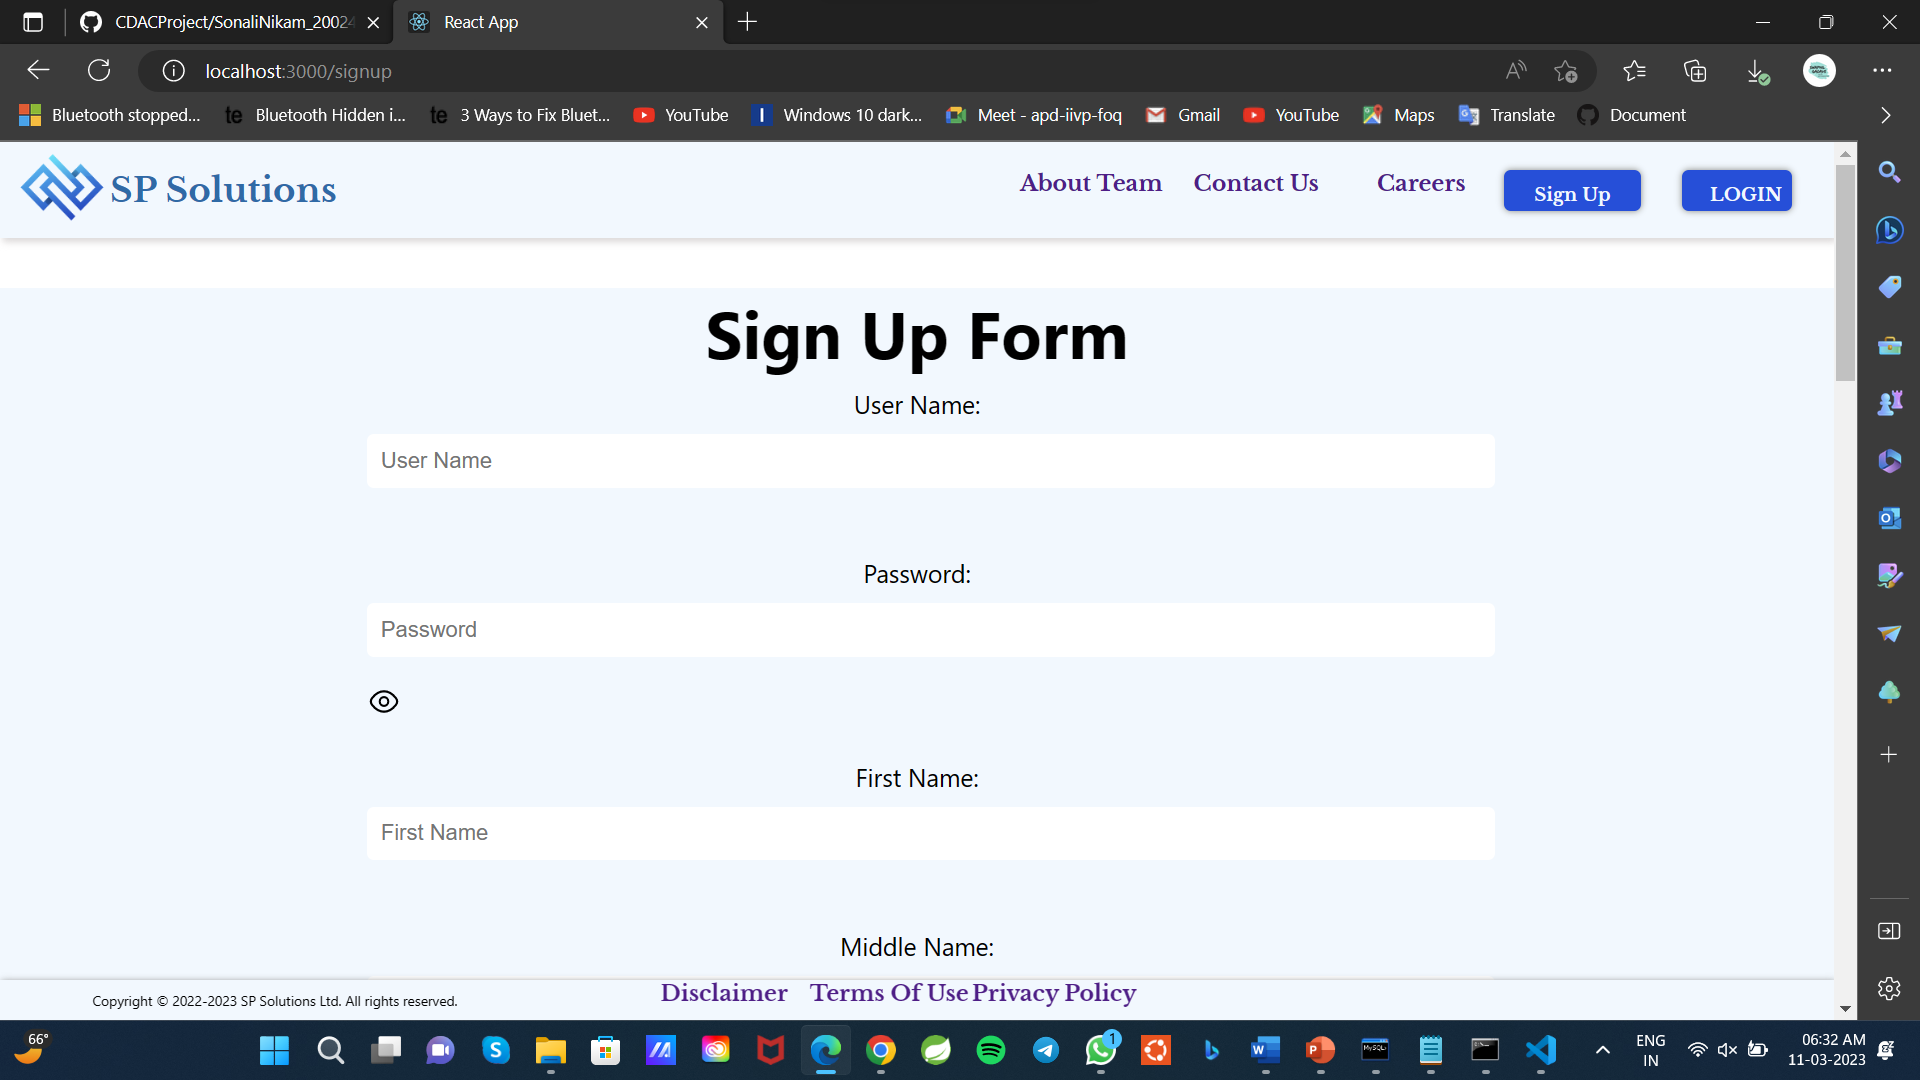 CDACProject/SonaliNikam_20024
React App
localhost:3000/signup
Bluetooth stopped...
Bluetooth Hidden i...
3 Ways to Fix Bluet...
YouTube
Windows 10 dark...
Meet - apd-iivp-foq
Gmail
YouTube
Maps
Translate
Document
SP Solutions
About Team
Contact Us
Careers
Sign Up
LOGIN
Sign Up Form
User Name:
User Name
Password:
Password
First Name:
First Name
Middle Name:
Copyright © 2022-2023 SP Solutions Ltd. All rights reserved.
Disclaimer
Terms Of Use
Privacy Policy
66°
1
ENG
IN
06:32 AM
11-03-2023